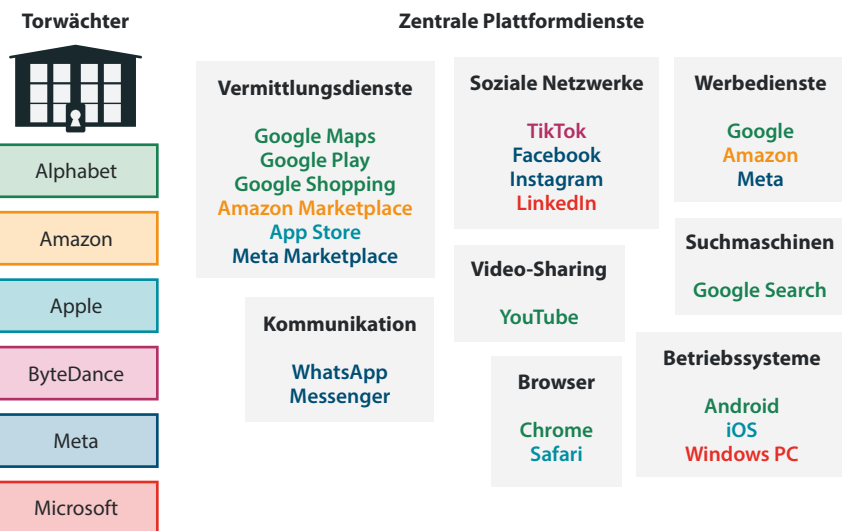 Torwächter
Alphabet
Amazon
Apple
ByteDance
Meta
Microsoft
Zentrale Plattformdienste
Vermittlungsdienste
Google Maps
Google Play
Google Shopping
Amazon Marketplace
App Store
Meta Marketplace
Soziale Netzwerke
TikTok
Facebook
Instagram
LinkedIn
Werbedienste
Google
Amazon
Meta
Suchmaschinen
Google Search
Video-Sharing
YouTube
Kommunikation
WhatsApp
Messenger
Browser
Chrome
Safari
Betriebssysteme
Android
iOS
Windows PC